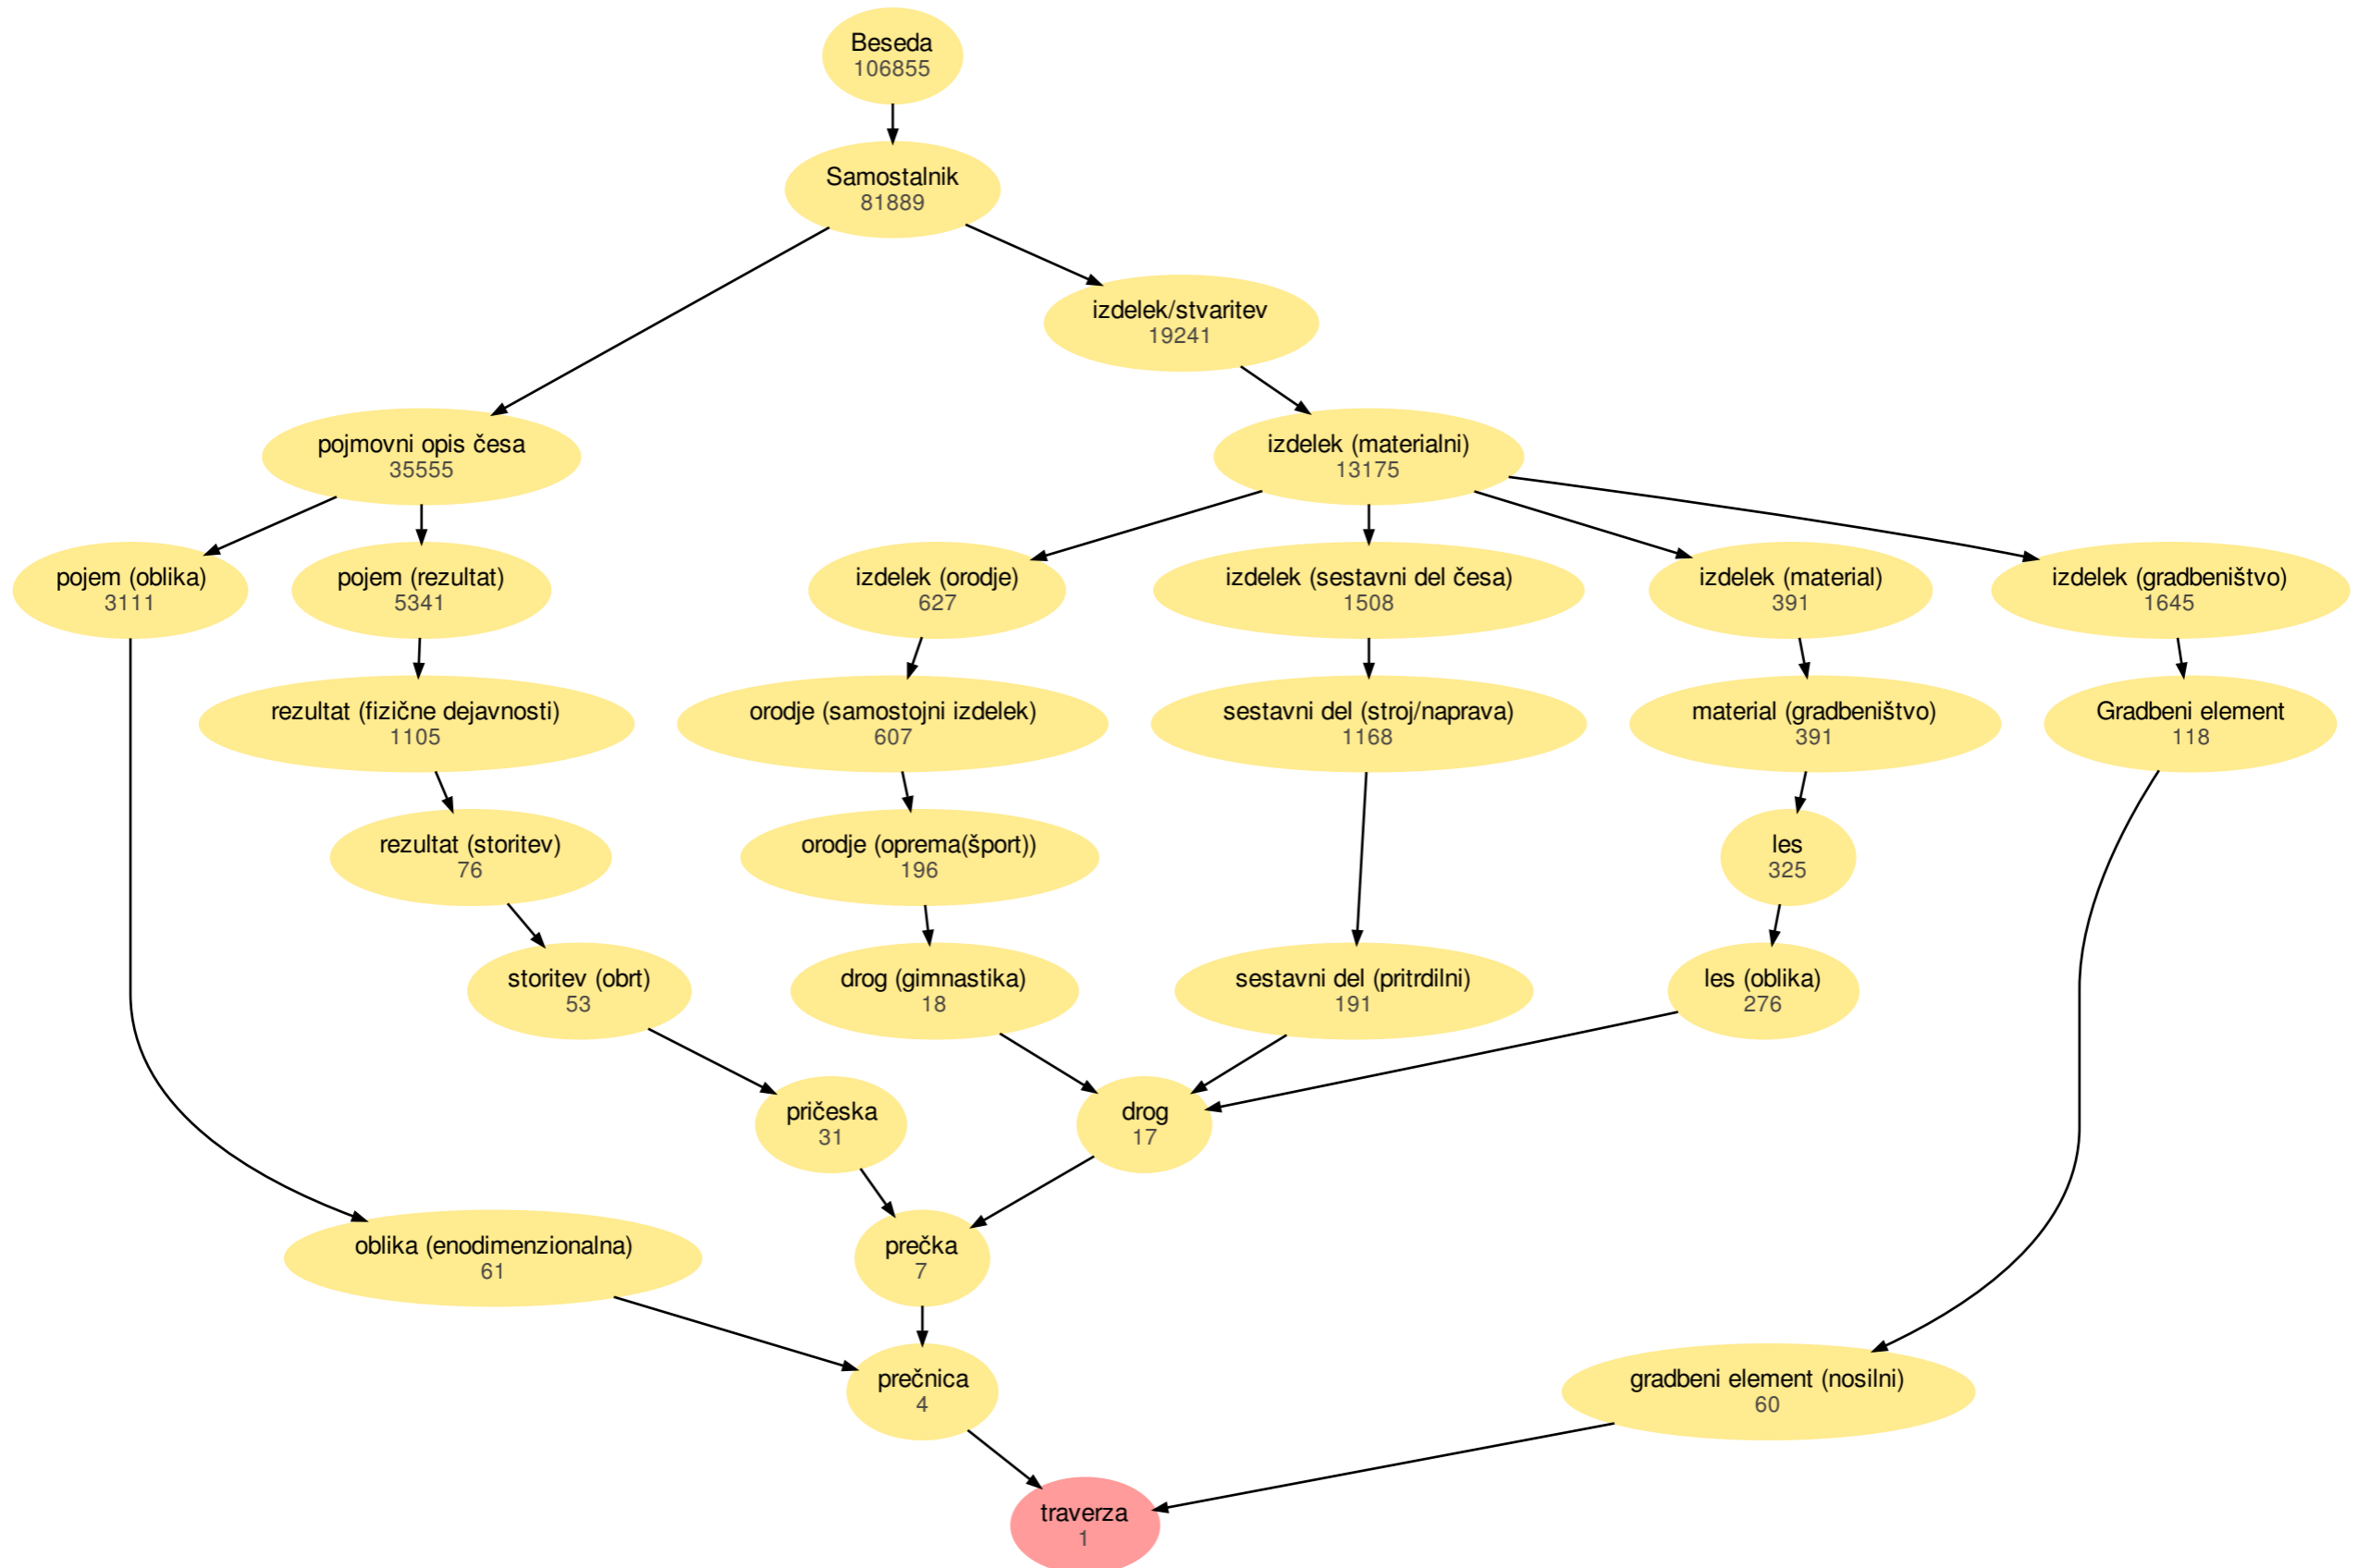 Beseda
106855
Samostalnik
81889
izdelek/stvaritev
19241
pojmovni opis česa
35555
izdelek (materialni)
13175
pojem (oblika)
3111
pojem (rezultat)
5341
izdelek (orodje)
627
izdelek (sestavni del česa)
1508
izdelek (material)
391
izdelek (gradbeništvo)
1645
rezultat (fizične dejavnosti)
1105
orodje (samostojni izdelek)
607
sestavni del (stroj/naprava)
1168
material (gradbeništvo)
391
Gradbeni element
118
rezultat (storitev)
76
orodje (oprema(šport))
196
les
325
storitev (obrt)
53
drog (gimnastika)
18
sestavni del (pritrdilni)
191
les (oblika)
276
pričeska
31
drog
17
oblika (enodimenzionalna)
61
prečka
7
prečnica
4
gradbeni element (nosilni)
60
traverza
1